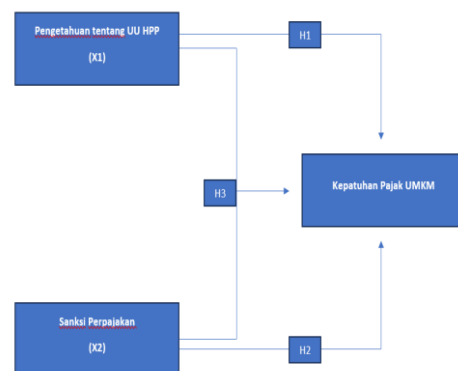 Pengetahuan tentang UU HPP
(X1)
H1
Kepatuhan Pajak UMKM
H3
Sanksi Perpajakan
(X2)
H2